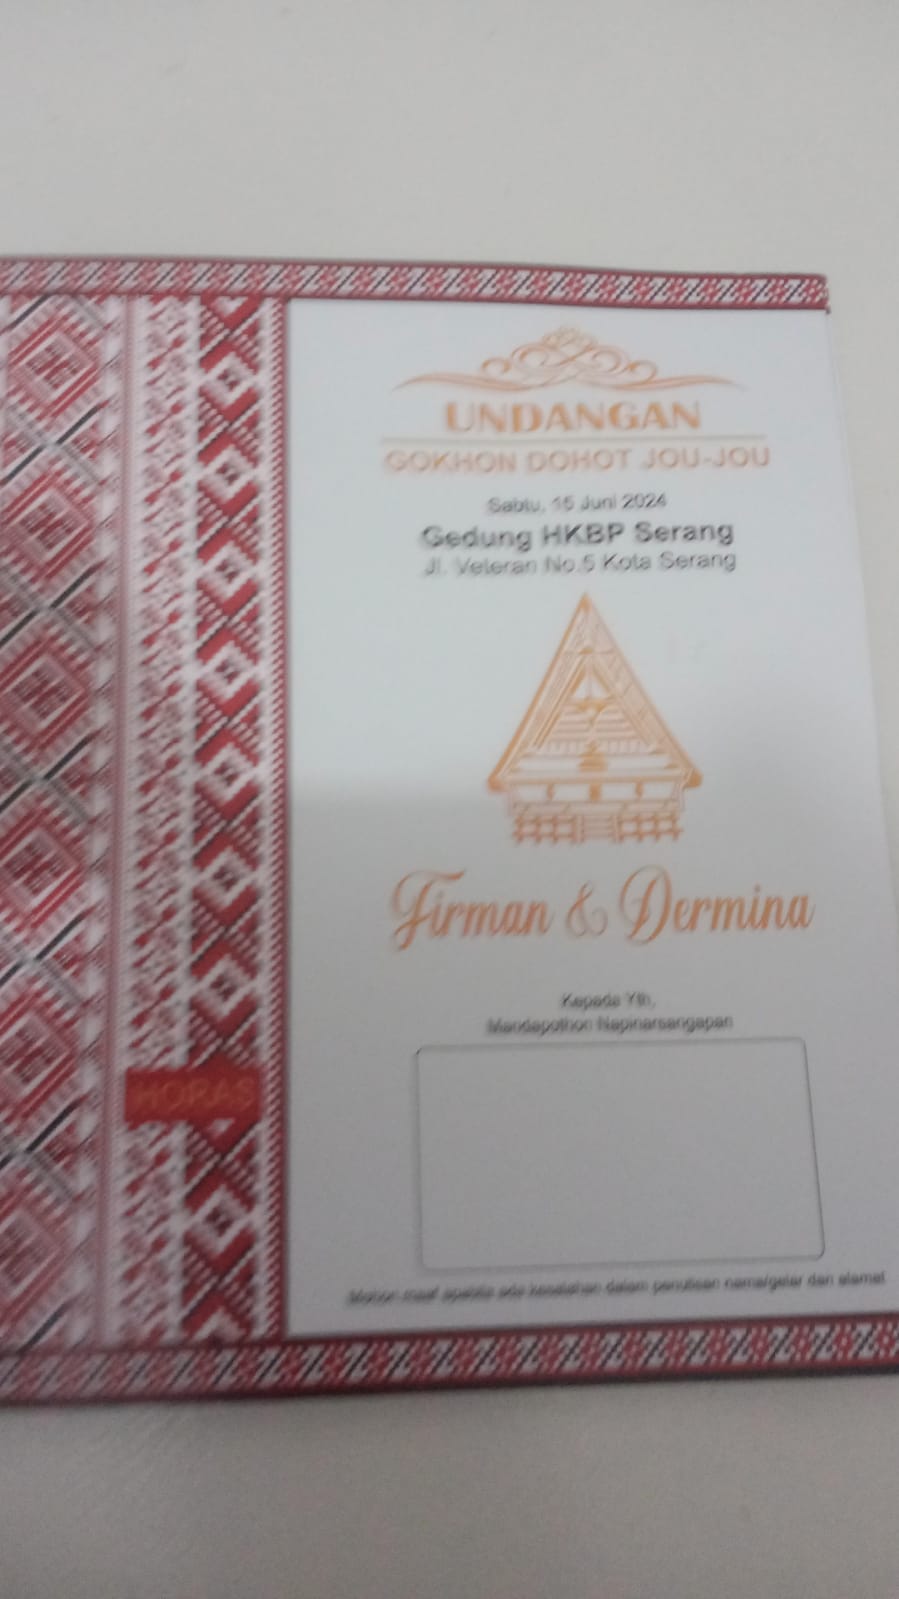 UNDANGAN
GOKHON DOHOT JOU-JOU
Sabtu, 15 Juni 2024
Gedung HKBP Serang
Jl. Veteran No.5 Kota Serang
Firman & Dermina
Kepada Yth,
Mandapothon Napinarsangapan
HORAS
Mohon maaf apabila ada kesalahan dalam penulisan nama/gelar dan alamat